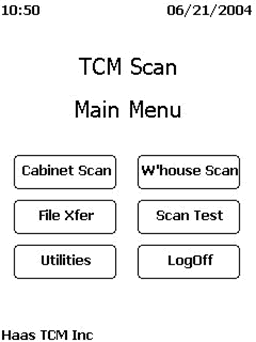 10:50 06/21/2004
TCM Scan
Main Menu
Cabinet Scan W'house Scan
File Xfer Scan Test
Utilities LogOff
Haas TCM Inc